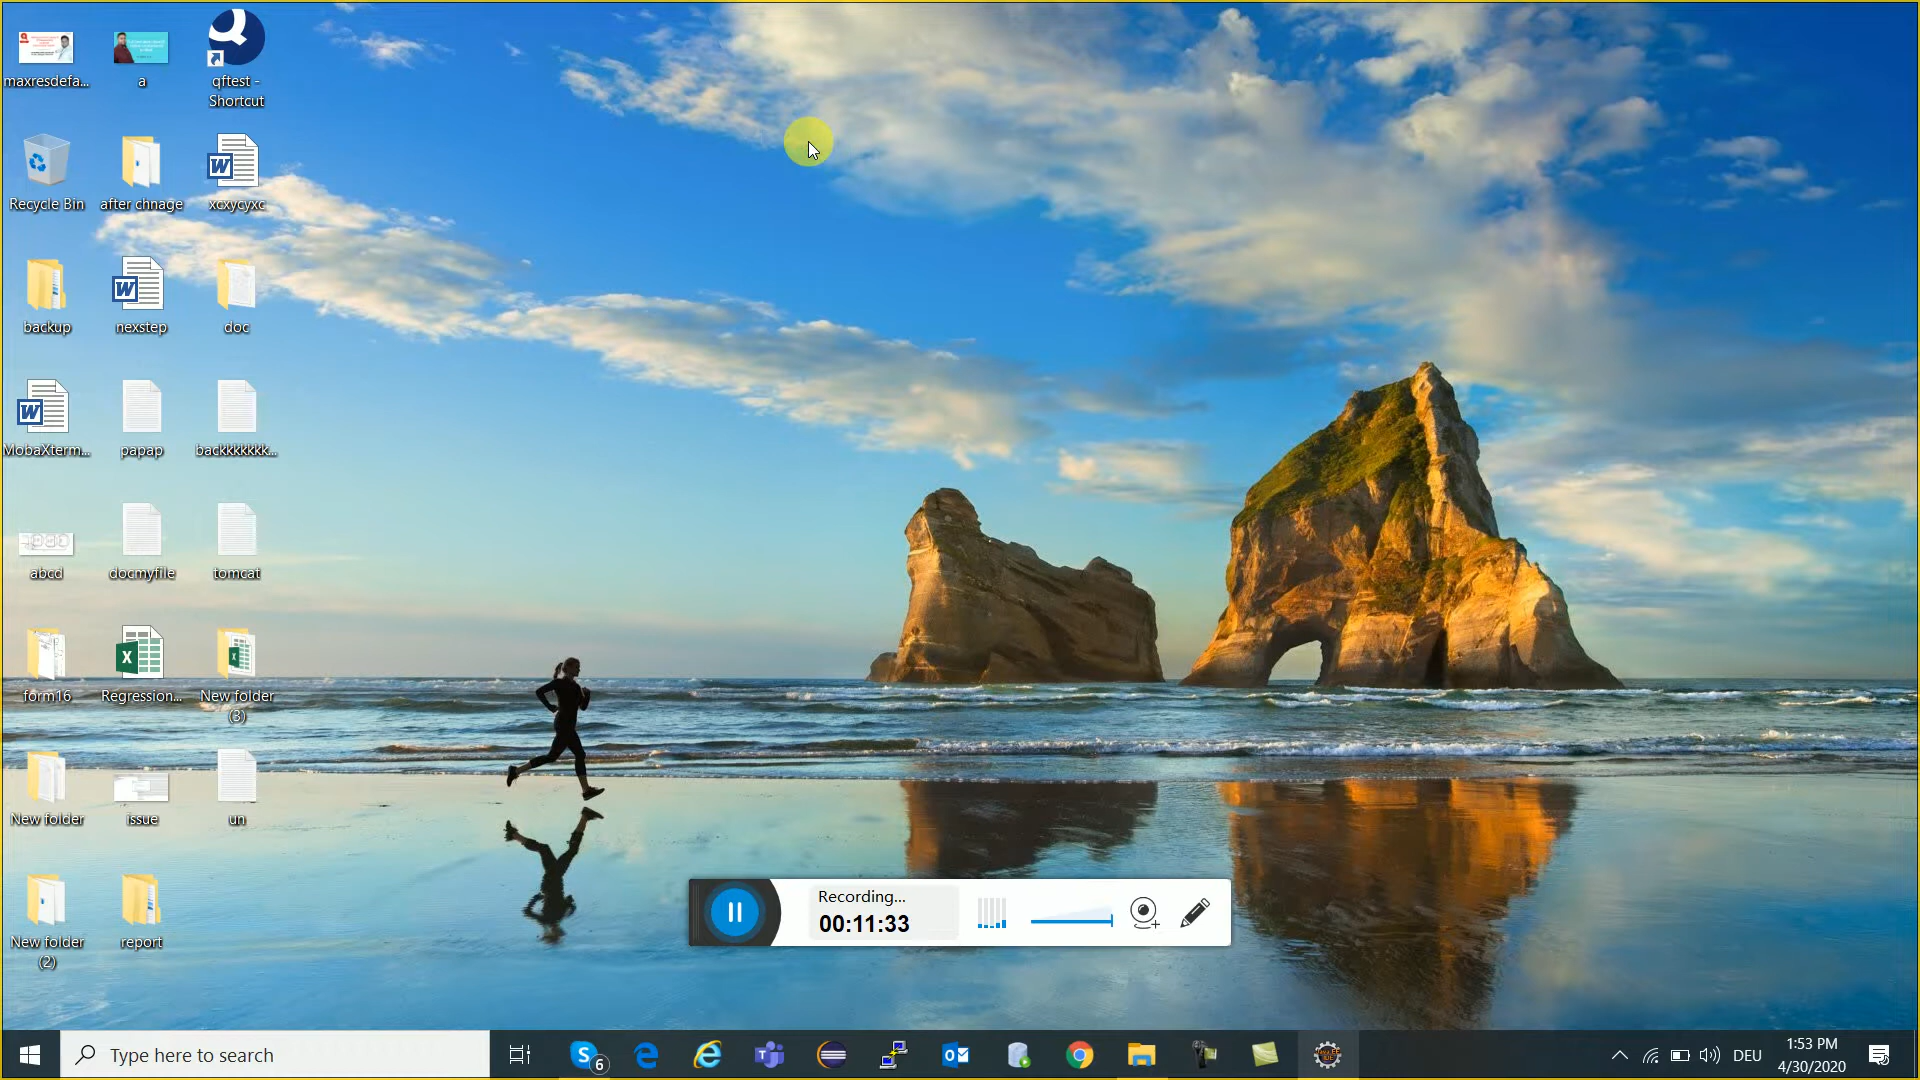 maxresdefa...
a
qftest -
Shortcut
Recycle Bin
after chnage
xcxycyxc
backup
nexstep
doc
MobaXterm...
papap
backkkkkkk...
abcd
docmyfile
tomcat
form16
Regression...
New folder
(3)
New folder
issue
un
New folder
(2)
report
Recording...
00:11:33
Type here to search
6
DEU
1:53 PM
4/30/2020